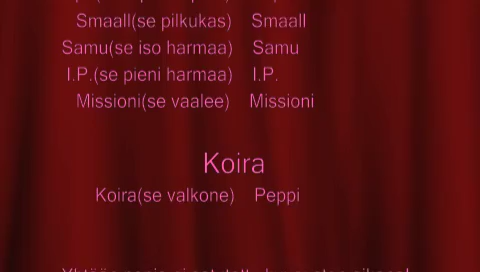 Smaall(se pilkukas) Smaall
Samu(se iso harmaa) Samu
I.P.(se pieni harmaa) I.P.
Missioni(se vaalee) Missioni
Koira
Koira(se valkone) Peppi